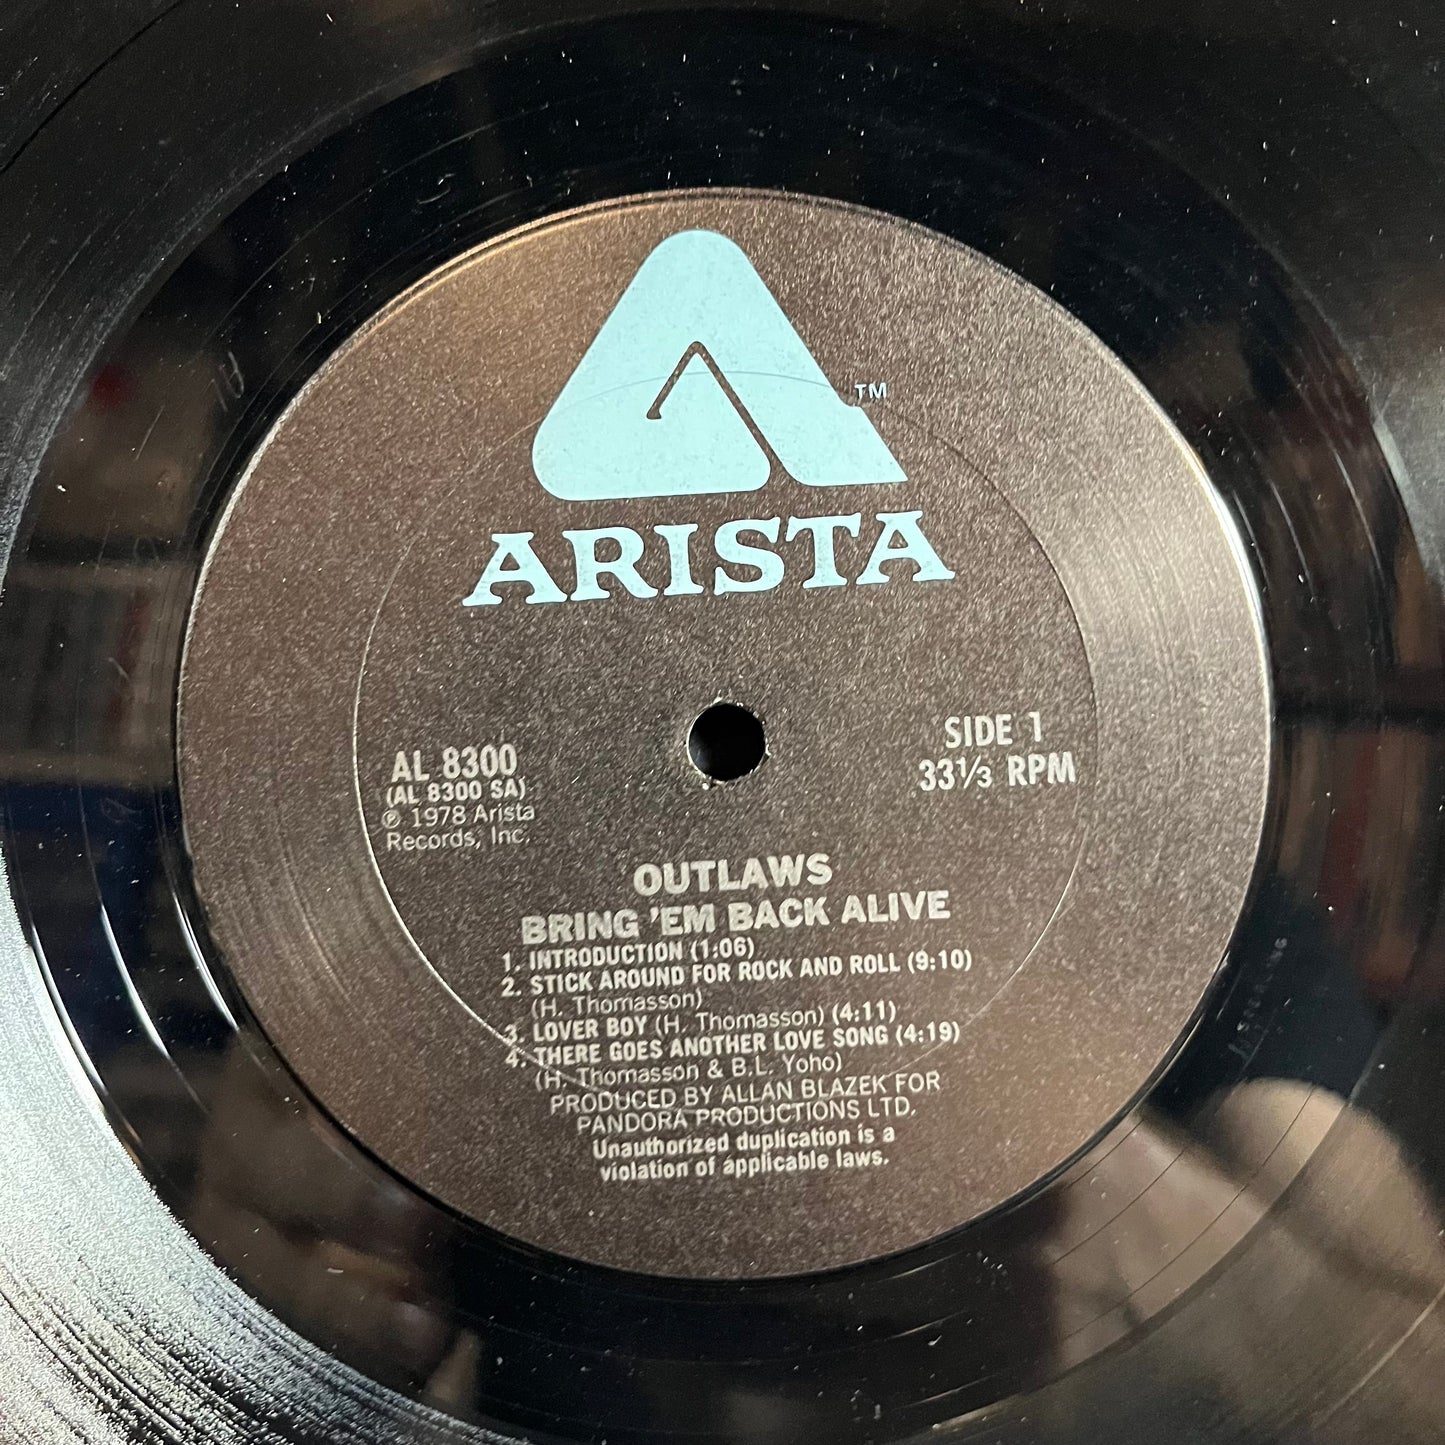 TM
ARISTA
AL 8300
(AL 8300 SA)
℗ 1978 Arista
Records, Inc.
SIDE 1
33⅓ RPM
OUTLAWS
BRING 'EM BACK ALIVE
1. INTRODUCTION (1:06)
2. STICK AROUND FOR ROCK AND ROLL (9:10)
(H. Thomasson)
3. LOVER BOY (H. Thomasson) (4:11)
4. THERE GOES ANOTHER LOVE SONG (4:19)
(H. Thomasson & B.L. Yoho)
PRODUCED BY ALLAN BLAZEK FOR
PANDORA PRODUCTIONS LTD.
Unauthorized duplication is a
violation of applicable laws.